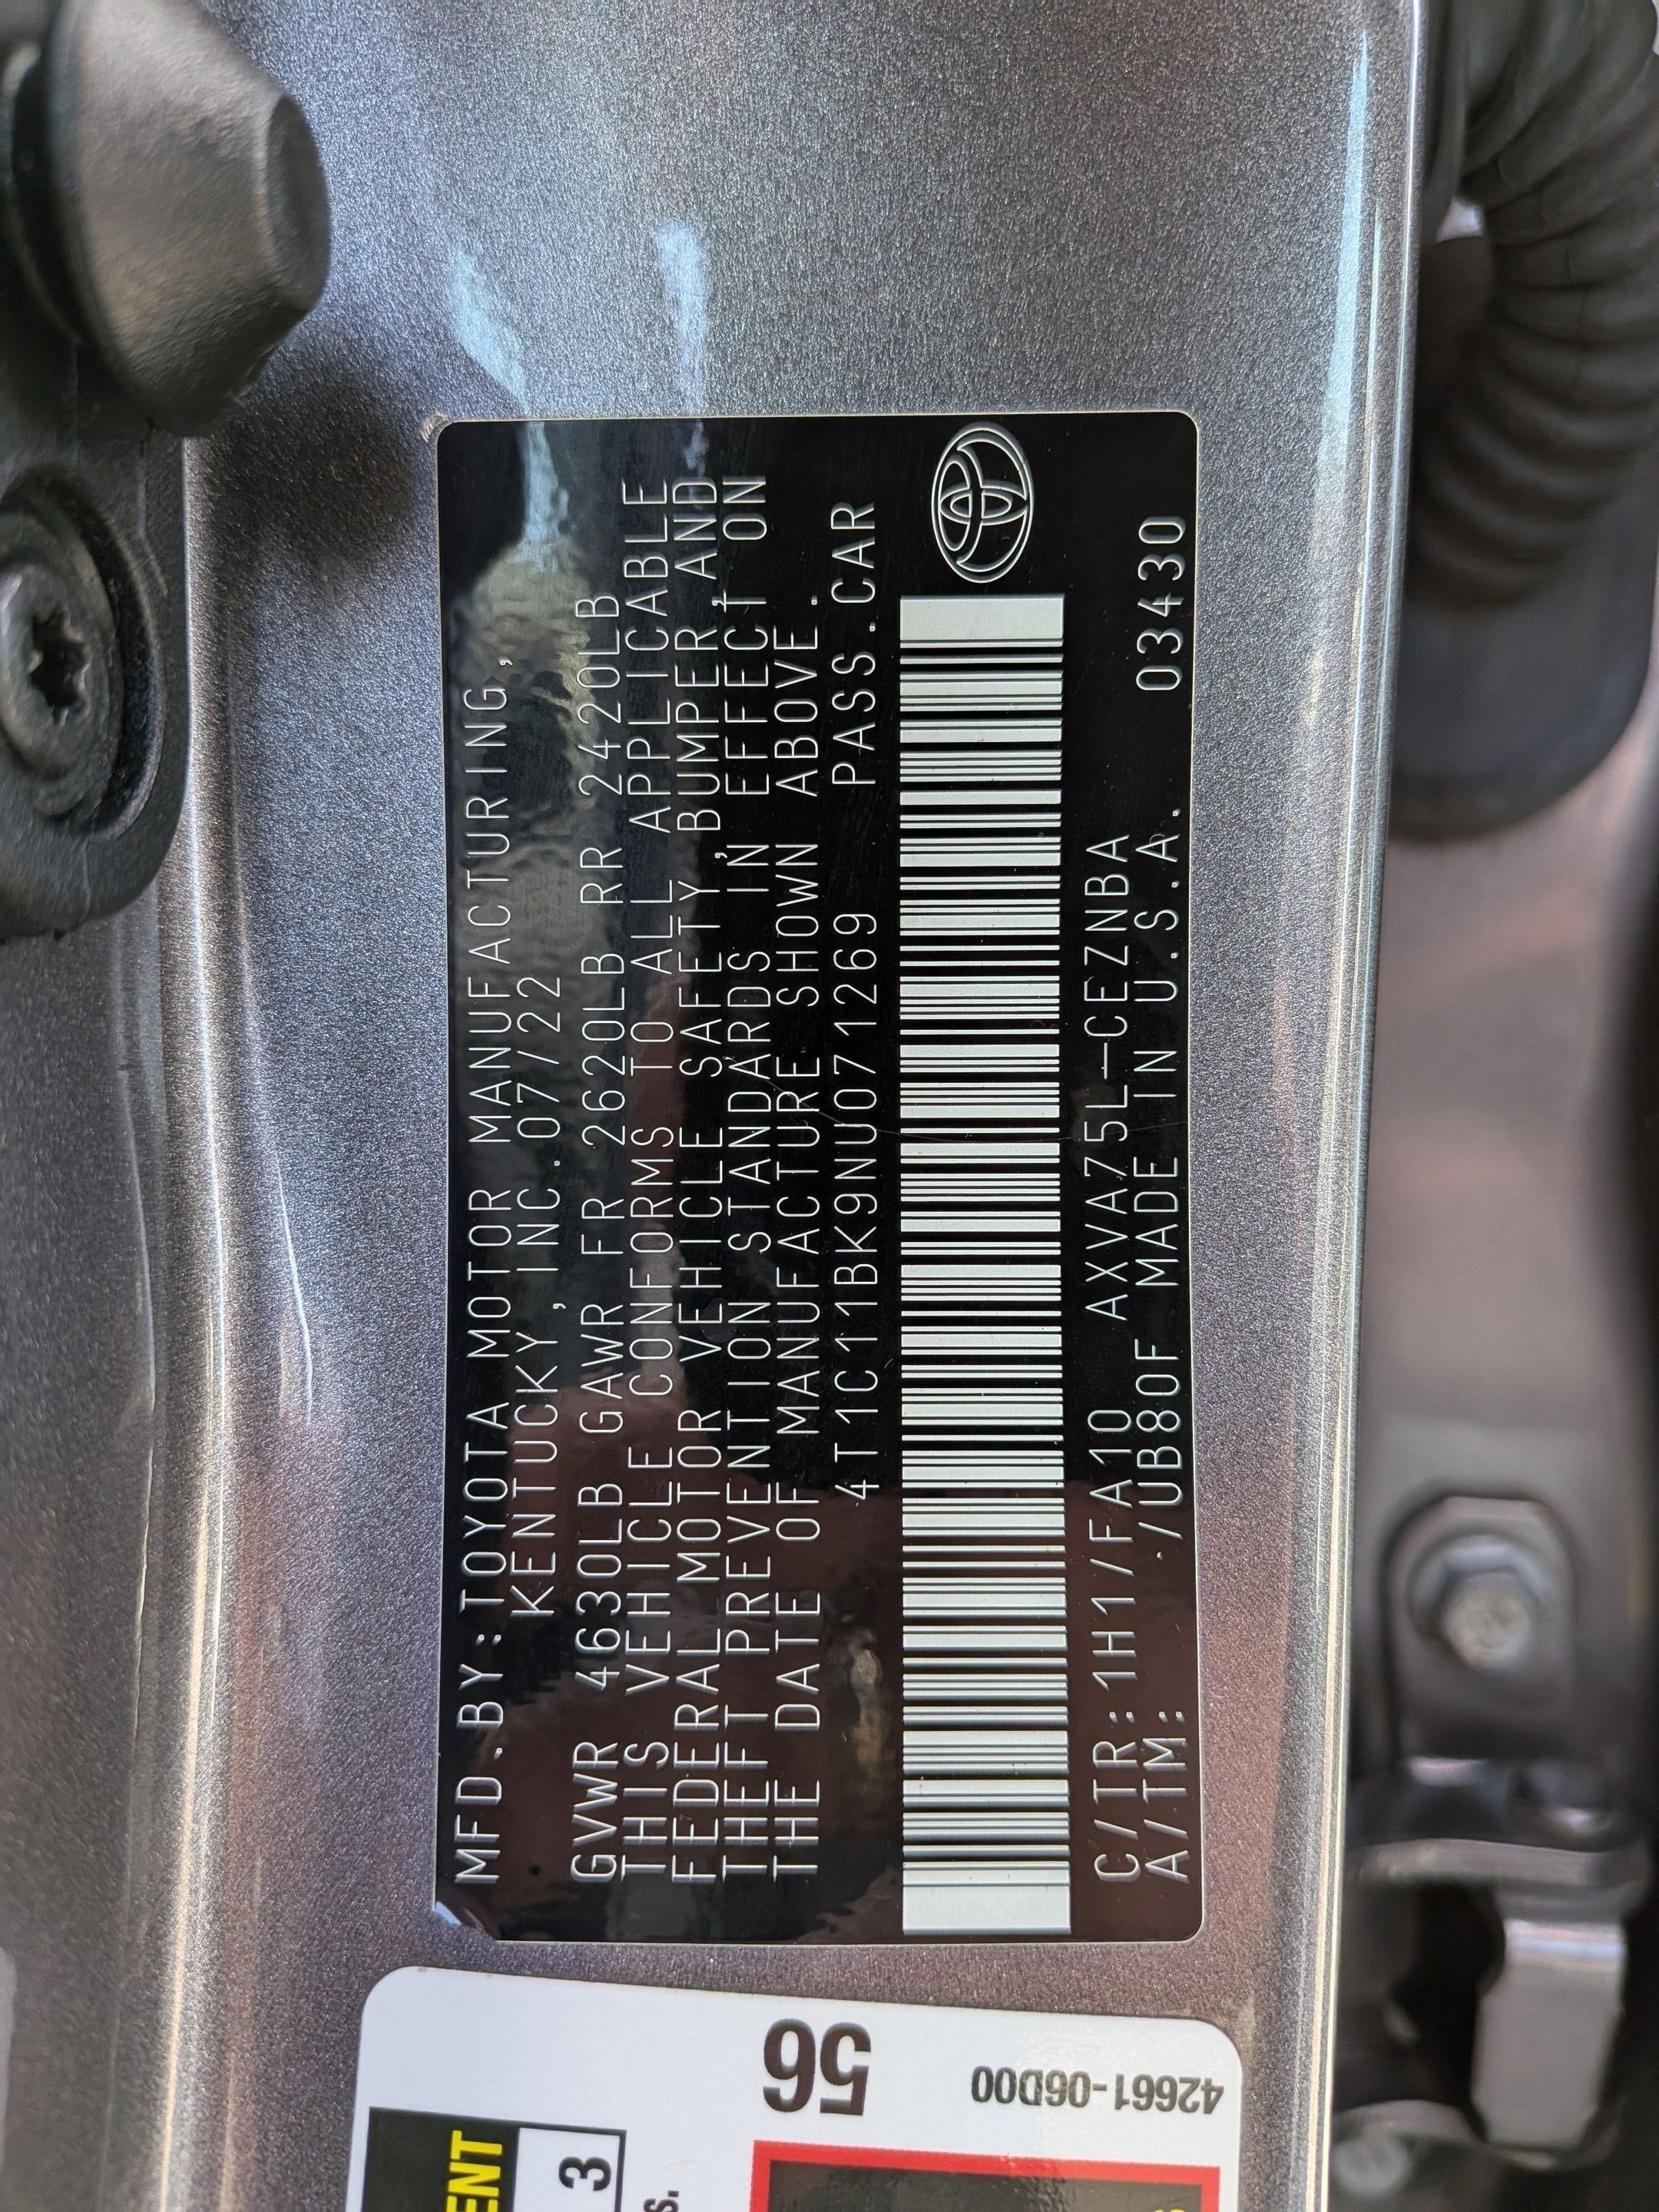 MFD.BY:TOYOTA MOTOR MANUFACTURING,
KENTUCKY, INC.07/22
GVWR 4630LB GAWR FR 2620LB RR 2420LB
THIS VEHICLE CONFORMS TO ALL APPLICABLE
FEDERAL MOTOR VEHICLE SAFETY,BUMPER AND
THEFT PREVENTION STANDARDS IN EFFECT ON
THE DATE OF MANUFACTURE SHOWN ABOVE.
4T1C11BK9NU071269 PASS.CAR
C/TR:1H1/FA10 AXVA75L-CEZNBA
A/TM: /UB80F MADE IN U.S.A. 03430
56
42661-06D00
3
s.